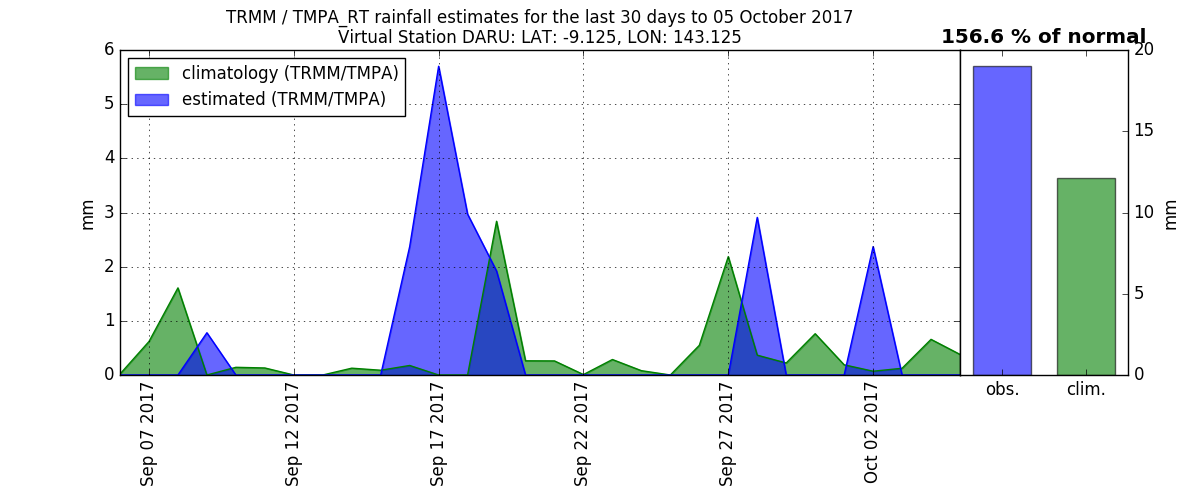 TRMM / TMPA_RT rainfall estimates for the last 30 days to 05 October 2017
Virtual Station DARU: LAT: -9.125, LON: 143.125
156.6 % of normal
climatology (TRMM/TMPA)
estimated (TRMM/TMPA)
6
5
4
3
2
1
0
mm
Sep 07 2017
Sep 12 2017
Sep 17 2017
Sep 22 2017
Sep 27 2017
Oct 02 2017
obs.
clim.
20
15
10
5
0
mm